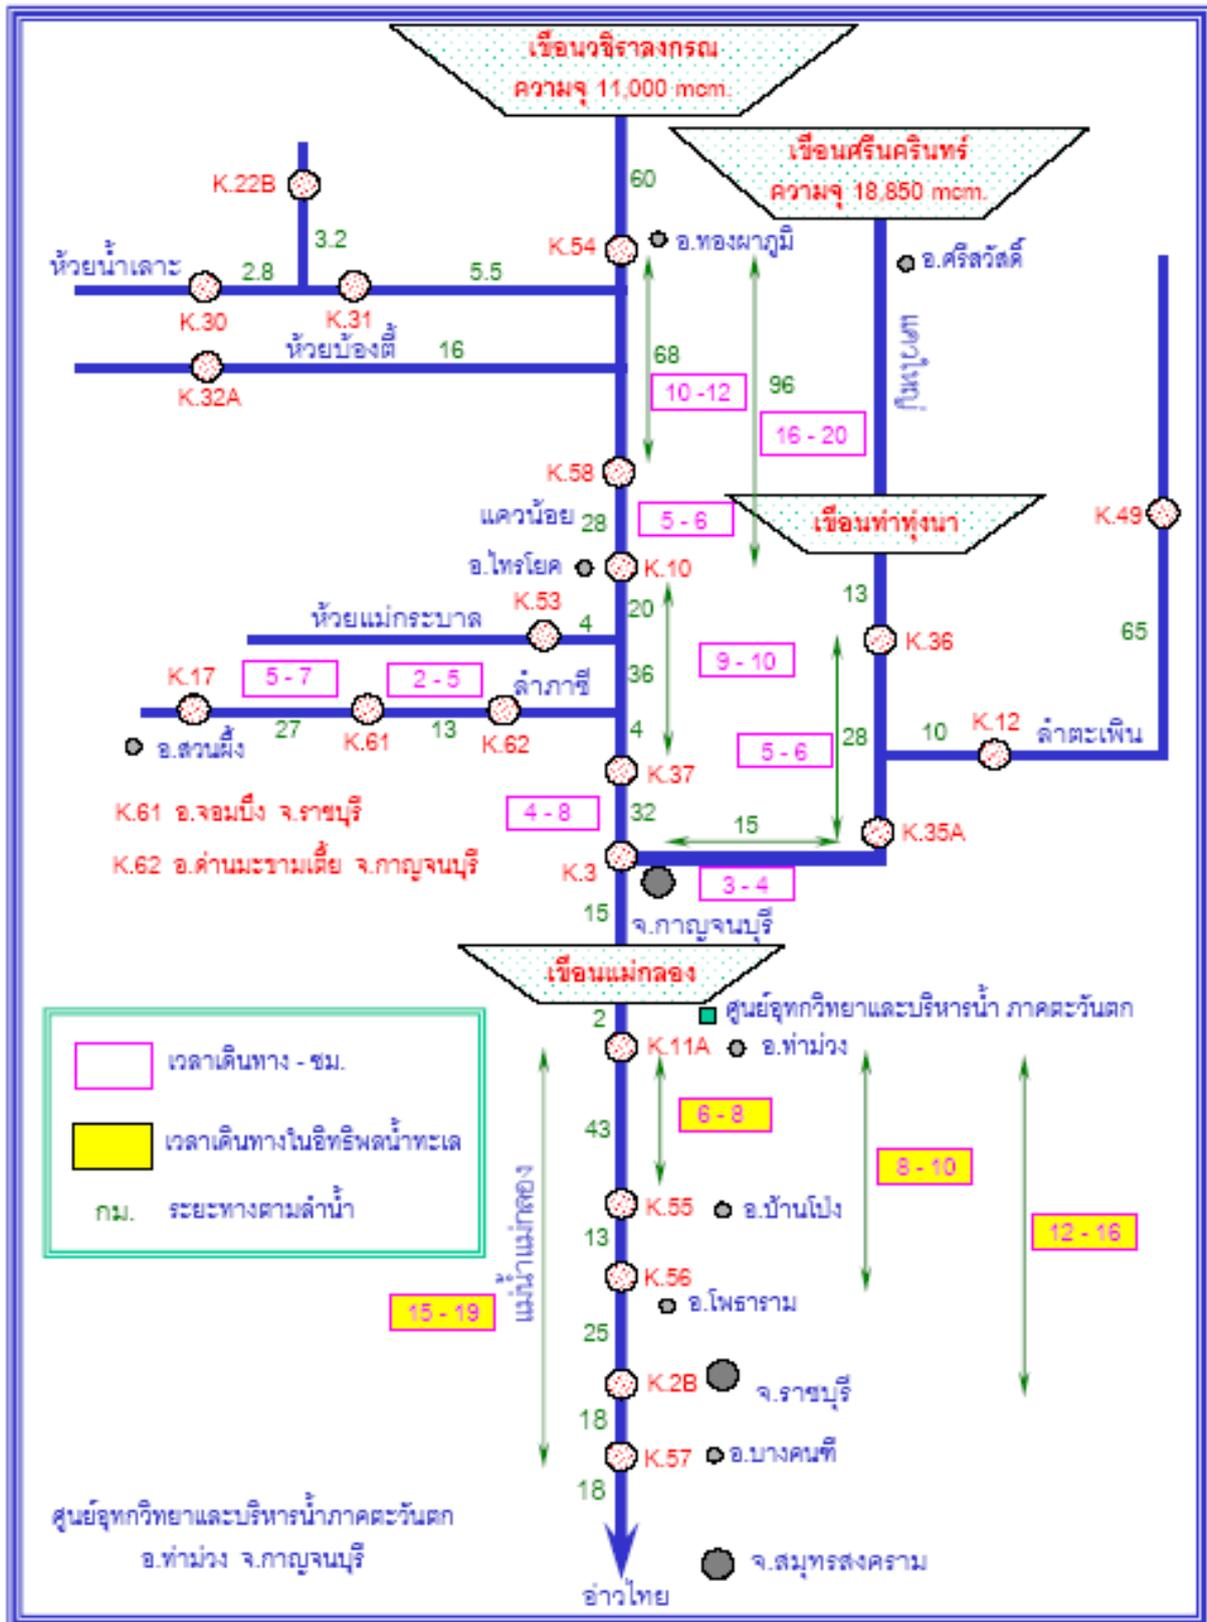 เขื่อนวชิราลงกรณ
ความจุ 11,000 mcm.
เขื่อนศรีนครินทร์
ความจุ 18,850 mcm.
60
K.22B
3.2
K.54
อ.ทองผาภูมิ
อ.ศรีสวัสดิ์
ห้วยน้ำเลาะ
2.8
5.5
K.30
K.31
แควใหญ่
ห้วยบ้องตี้
16
K.32A
68
10 -12
96
16 - 20
K.58
แควน้อย
28
5 - 6
เขื่อนท่าทุ่งนา
K.49
อ.ไทรโยค
K.10
K.53
ห้วยแม่กระบาล
4
20
13
K.36
65
K.17
5 - 7
2 - 5
ลำภาชี
36
9 - 10
27
K.61
13
K.62
4
อ.สวนผึ้ง
5 - 6
28
10
K.12
ลำตะเพิน
K.37
K.61 อ.จอมบึง จ.ราชบุรี
4 - 8
32
15
K.35A
K.62 อ.ด่านมะขามเตี้ย จ.กาญจนบุรี
K.3
3 - 4
15
จ.กาญจนบุรี
เขื่อนแม่กลอง
2
ศูนย์อุทกวิทยาและบริหารน้ำ ภาคตะวันตก
K.11A
อ.ท่าม่วง
เวลาเดินทาง - ชม.
เวลาเดินทางในอิทธิพลน้ำทะเล
กม.
ระยะทางตามลำน้ำ
43
6 - 8
8 - 10
แม่น้ำแม่กลอง
K.55
อ.บ้านโป่ง
13
12 - 16
K.56
อ.โพธาราม
15 - 19
25
K.2B
จ.ราชบุรี
18
K.57
อ.บางคนฑี
18
ศูนย์อุทกวิทยาและบริหารน้ำภาคตะวันตก
อ.ท่าม่วง จ.กาญจนบุรี
จ.สมุทรสงคราม
อ่าวไทย